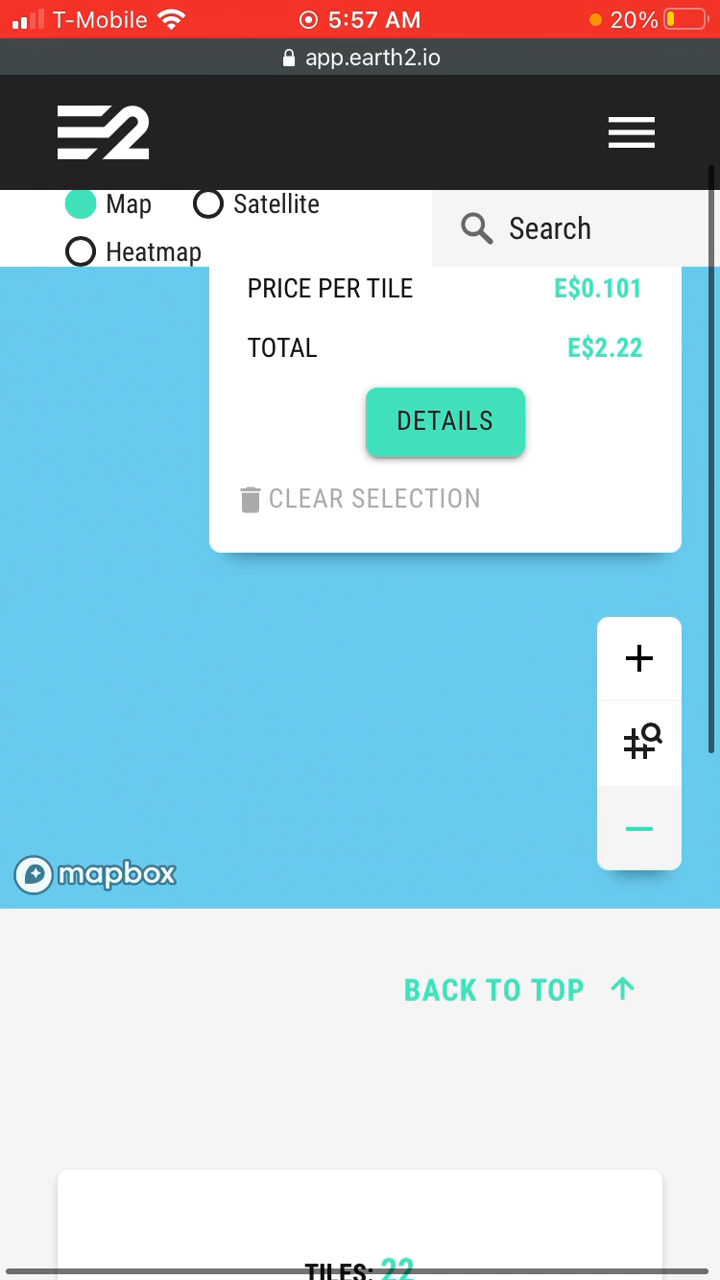 T-Mobile 5:57 AM 20%
app.earth2.io
E2
Map Satellite
Heatmap
Search
PRICE PER TILE E$0.101
TOTAL E$2.22
DETAILS
CLEAR SELECTION
mapbox
BACK TO TOP
TILES: 22